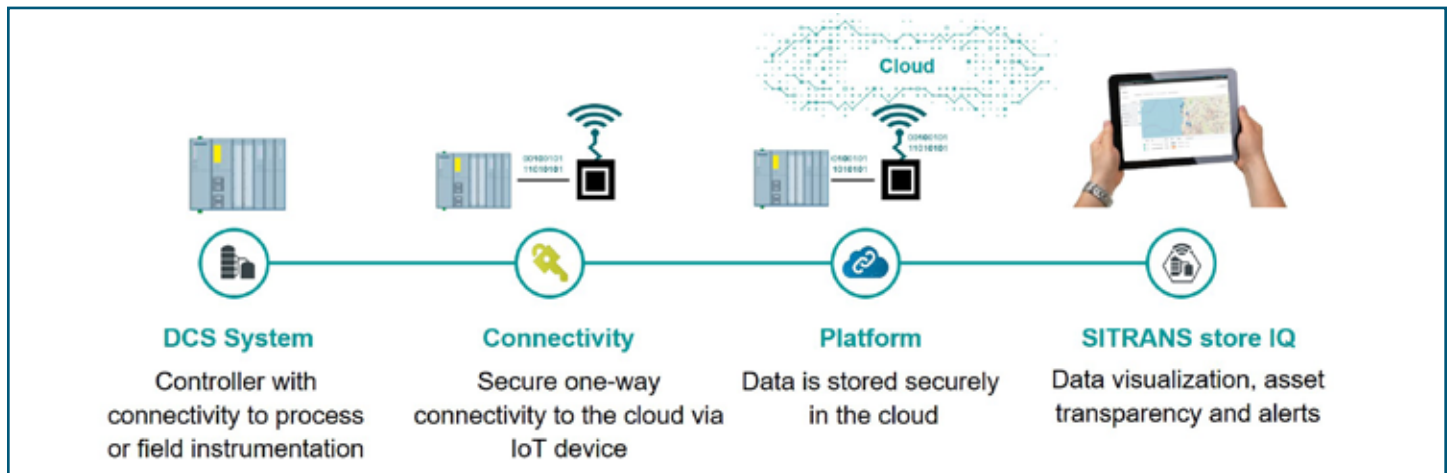 Cloud
00100101
11010101
00100101
11010101
00100101
1010101
DCS System
Controller with
connectivity to process
or field instrumentation
Connectivity
Secure one-way
connectivity to the cloud via
IoT device
Platform
Data is stored securely
in the cloud
SITRANS store IQ
Data visualization, asset
transparency and alerts